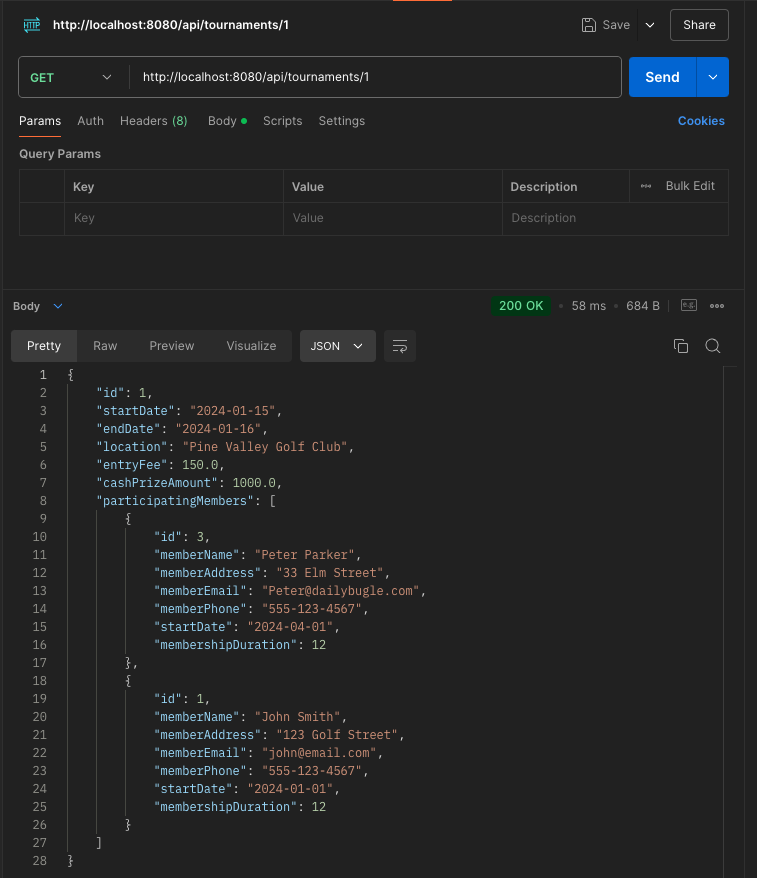 HTTP http://localhost:8080/api/tournaments/1 Save Share
GET http://localhost:8080/api/tournaments/1 Send
Params Auth Headers (8) Body Scripts Settings Cookies
Query Params
Key Value Description ooo Bulk Edit
Key Value Description
Body 200 OK 58 ms 684 B e.g. ooo
Pretty Raw Preview Visualize JSON
1 {
2 "id": 1,
3 "startDate": "2024-01-15",
4 "endDate": "2024-01-16",
5 "location": "Pine Valley Golf Club",
6 "entryFee": 150.0,
7 "cashPrizeAmount": 1000.0,
8 "participatingMembers": [
9 {
10 "id": 3,
11 "memberName": "Peter Parker",
12 "memberAddress": "33 Elm Street",
13 "memberEmail": "Peter@dailybugle.com",
14 "memberPhone": "555-123-4567",
15 "startDate": "2024-04-01",
16 "membershipDuration": 12
17 },
18 {
19 "id": 1,
20 "memberName": "John Smith",
21 "memberAddress": "123 Golf Street",
22 "memberEmail": "john@email.com",
23 "memberPhone": "555-123-4567",
24 "startDate": "2024-01-01",
25 "membershipDuration": 12
26 }
27 ]
28 }